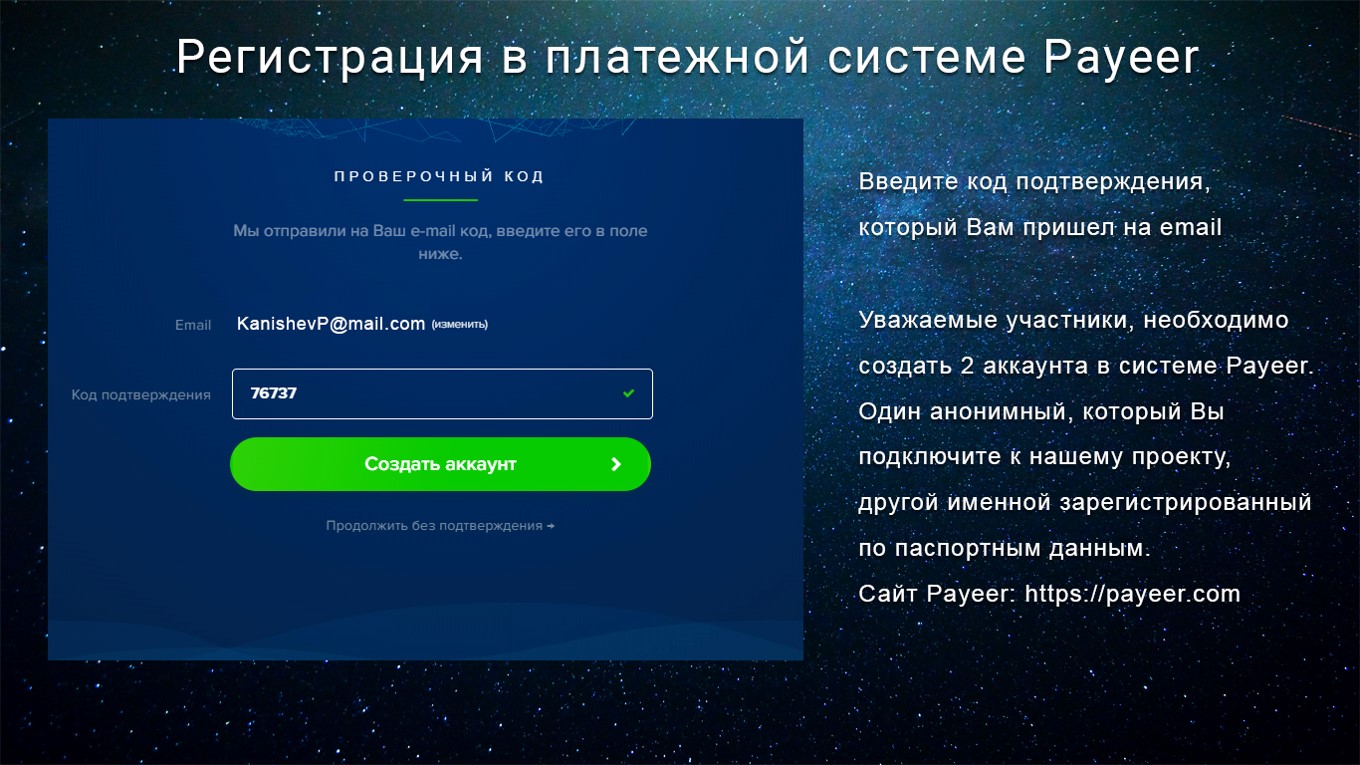 Регистрация в платежной системе Payeer
ПРОВЕРОЧНЫЙ КОД
Мы отправили на Ваш e-mail код, введите его в поле
ниже.
Email KanishevP@mail.com (изменить)
Код подтверждения 76737
Создать аккаунт
Продолжить без подтверждения →
Введите код подтверждения,
который Вам пришел на email
Уважаемые участники, необходимо
создать 2 аккаунта в системе Payeer.
Один анонимный, который Вы
подключите к нашему проекту,
другой именной зарегистрированный
по паспортным данным.
Сайт Payeer: https://payeer.com